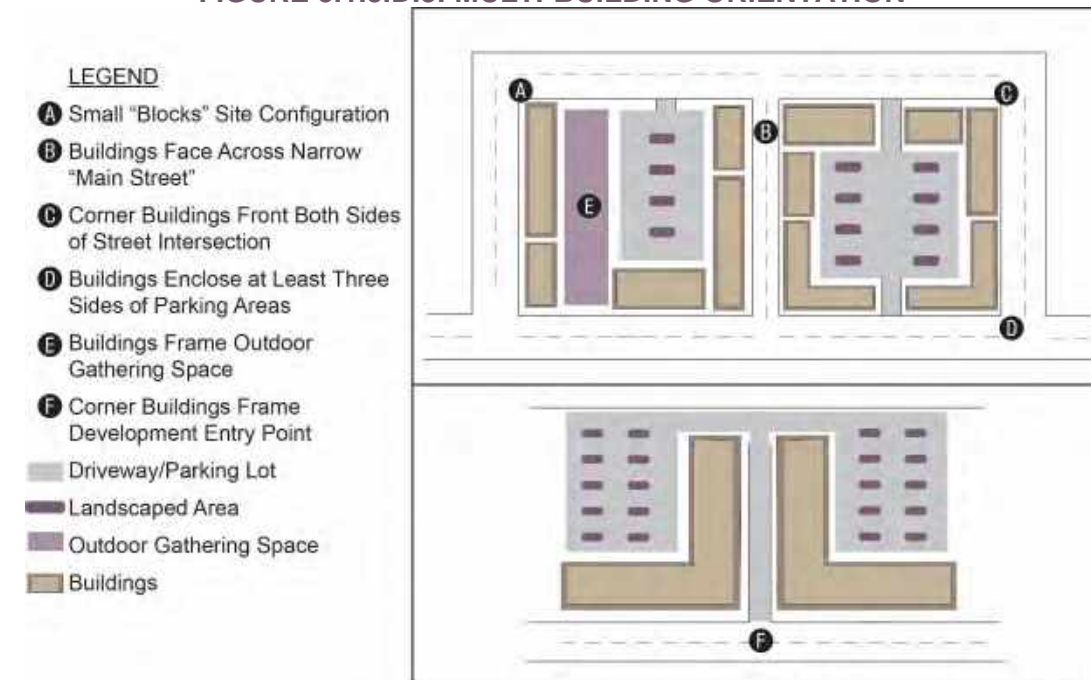 LEGEND
A Small “Blocks” Site Configuration
B Buildings Face Across Narrow
“Main Street”
C Corner Buildings Front Both Sides
of Street Intersection
D Buildings Enclose at Least Three
Sides of Parking Areas
E Buildings Frame Outdoor
Gathering Space
F Corner Buildings Frame
Development Entry Point
Driveway/Parking Lot
Landscaped Area
Outdoor Gathering Space
Buildings
A
C
B
E
D
F